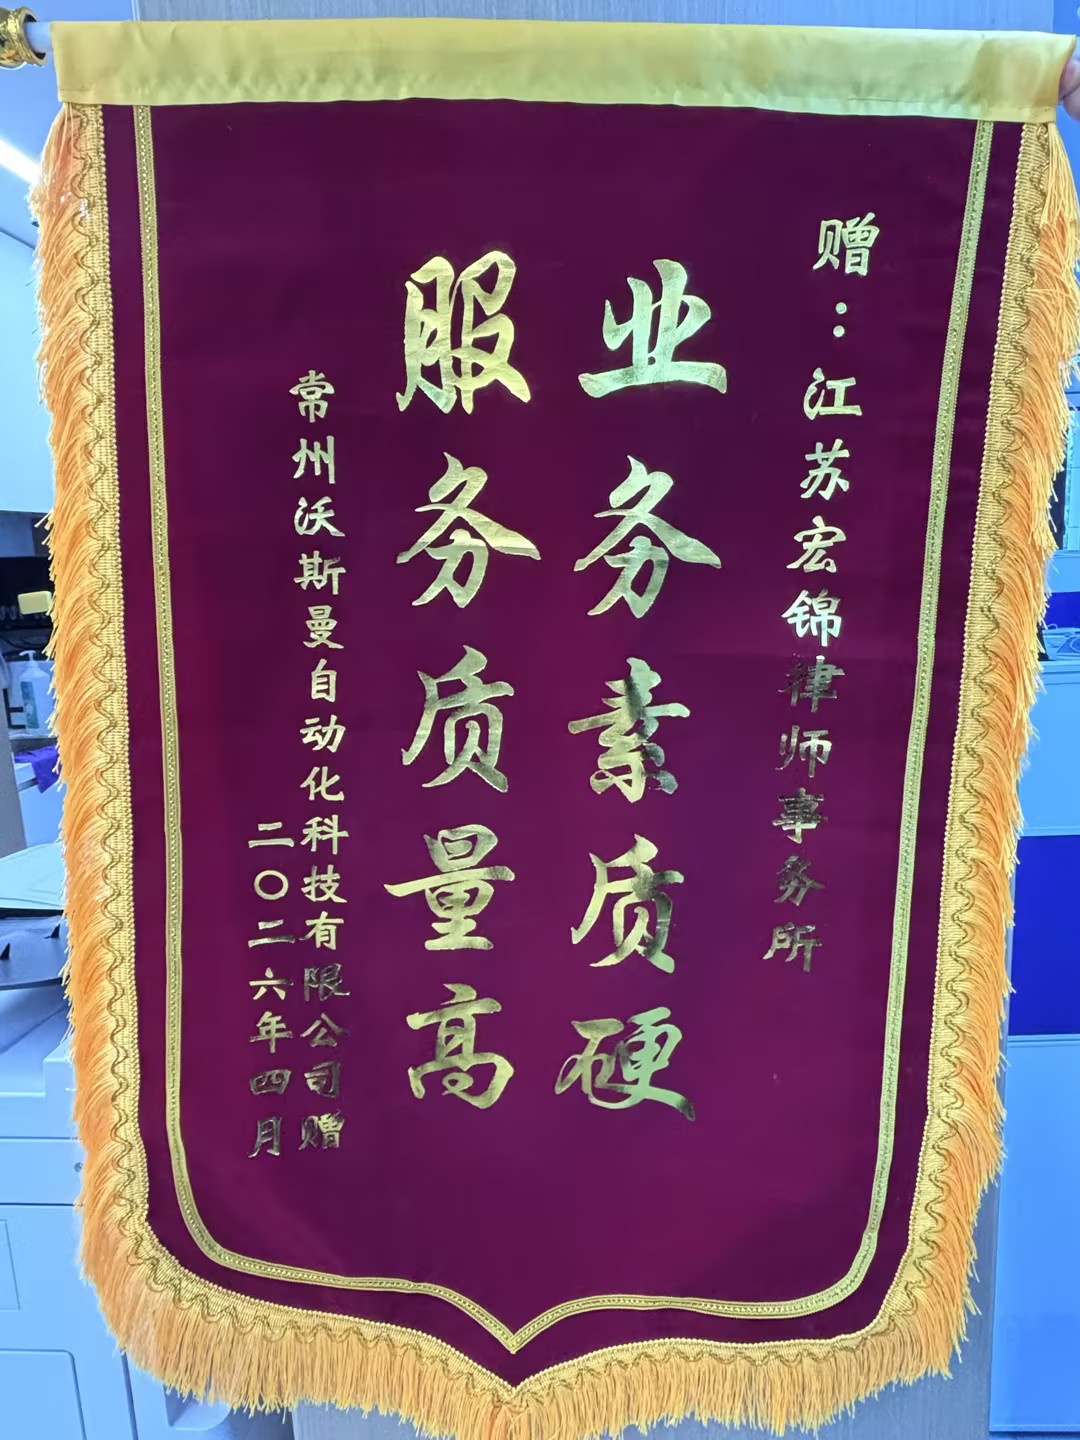 赠：江苏宏锦律师事务所
业务素质硬
服务质量高
常州沃斯曼自动化科技有限公司赠
二〇二六年四月